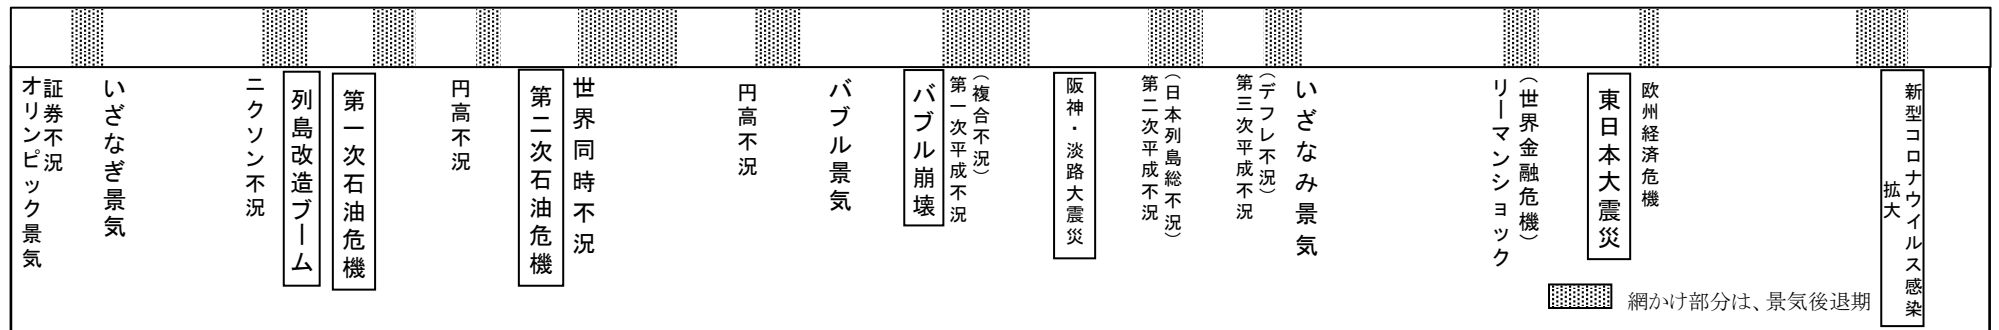 オリンピック景気
証券不況
いざなぎ景気
ニクソン不況
列島改造ブーム
第一次石油危機
円高不況
第二次石油危機
世界同時不況
円高不況
バブル景気
バブル崩壊
第一次平成不況
（複合不況）
阪神・淡路大震災
第二次平成不況
（日本列島総不況）
第三次平成不況
（デフレ不況）
いざなみ景気
リーマンショック
（世界金融危機）
東日本大震災
欧州経済危機
新型コロナウイルス感染
拡大
網かけ部分は、景気後退期